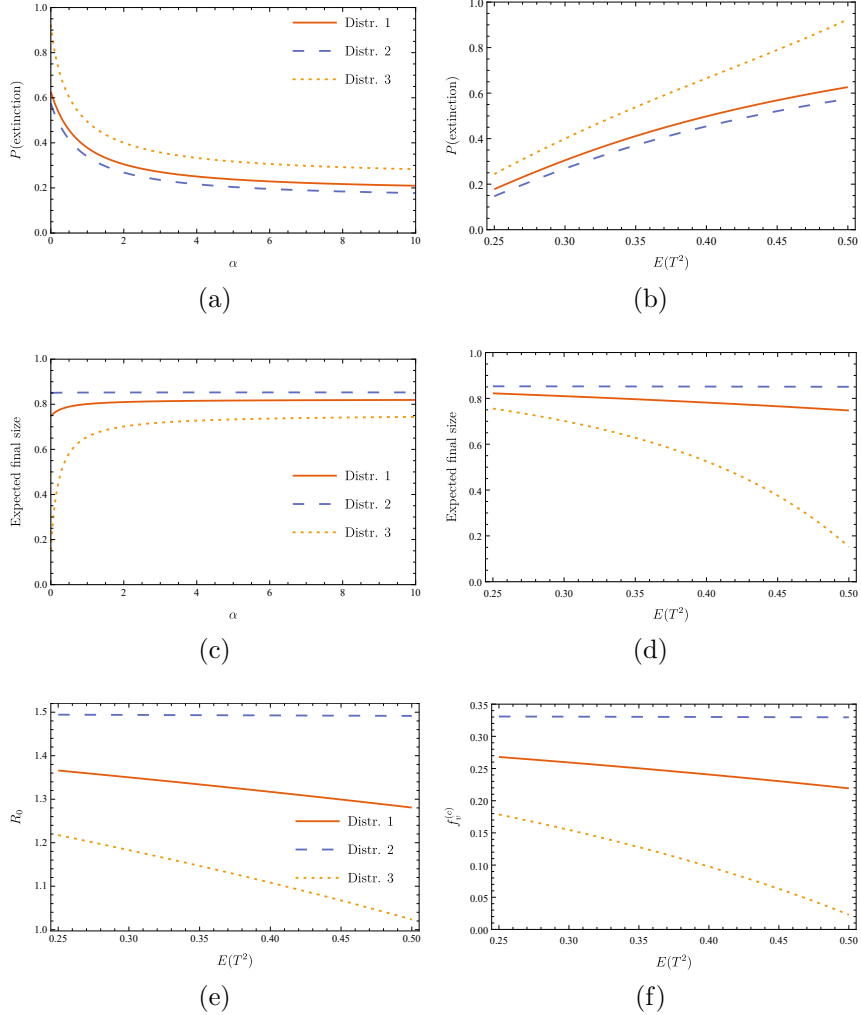 1.0
0.8
0.6
0.4
0.2
0.0
P(extinction)
Distr. 1
Distr. 2
Distr. 3
0 2 4 6 8 10
α
(a)
1.0
0.8
0.6
0.4
0.2
0.0
P(extinction)
0.25 0.30 0.35 0.40 0.45 0.50
E(T²)
(b)
1.0
0.8
0.6
0.4
0.2
0.0
Expected final size
Distr. 1
Distr. 2
Distr. 3
0 2 4 6 8 10
α
(c)
1.0
0.8
0.6
0.4
0.2
0.0
Expected final size
0.25 0.30 0.35 0.40 0.45 0.50
E(T²)
(d)
1.5
1.4
1.3
1.2
1.1
1.0
R₀
Distr. 1
Distr. 2
Distr. 3
0.25 0.30 0.35 0.40 0.45 0.50
E(T²)
(e)
0.35
0.30
0.25
0.20
0.15
0.10
0.05
0.00
f_v^(c)
0.25 0.30 0.35 0.40 0.45 0.50
E(T²)
(f)